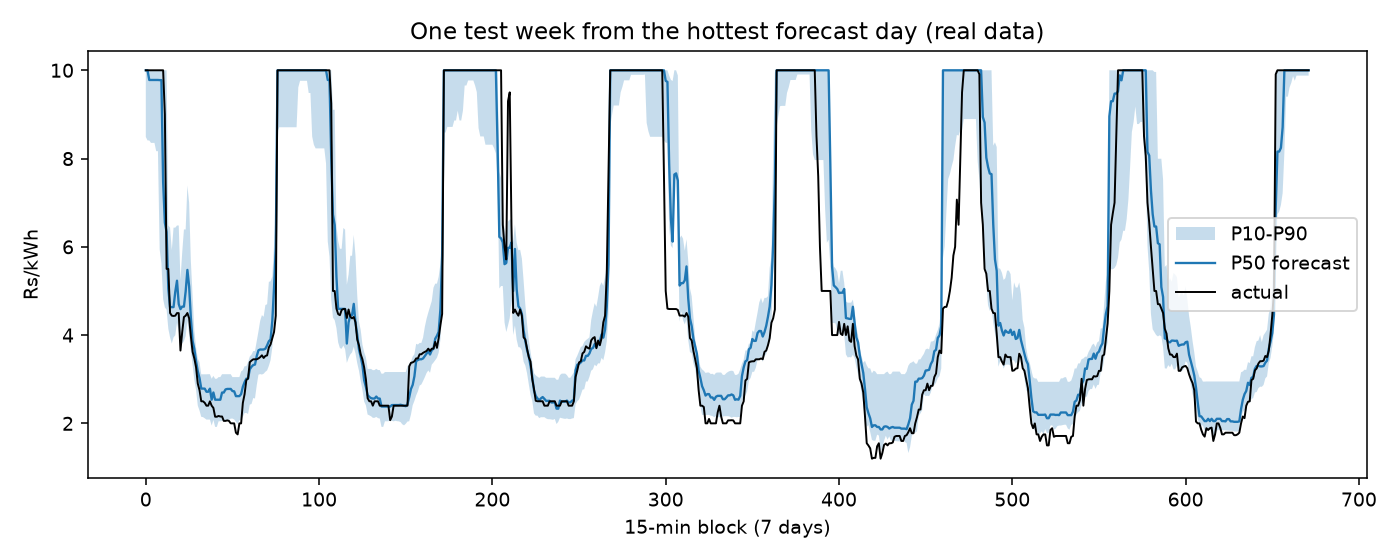 One test week from the hottest forecast day (real data)
Rs/kWh
10
8
6
4
2
P10-P90
P50 forecast
actual
0 100 200 300 400 500 600 700
15-min block (7 days)